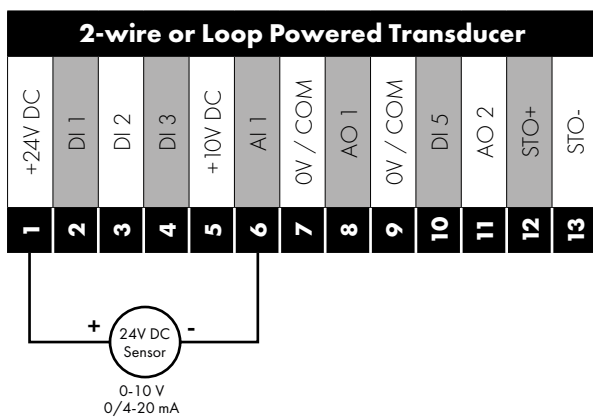 2-wire or Loop Powered Transducer
+24V DC
DI 1
DI 2
DI 3
+10V DC
AI 1
0V / COM
AO 1
0V / COM
DI 5
AO 2
STO+
STO-
1
2
3
4
5
6
7
8
9
10
11
12
13
+
-
24V DC
Sensor
0-10 V
0/4-20 mA